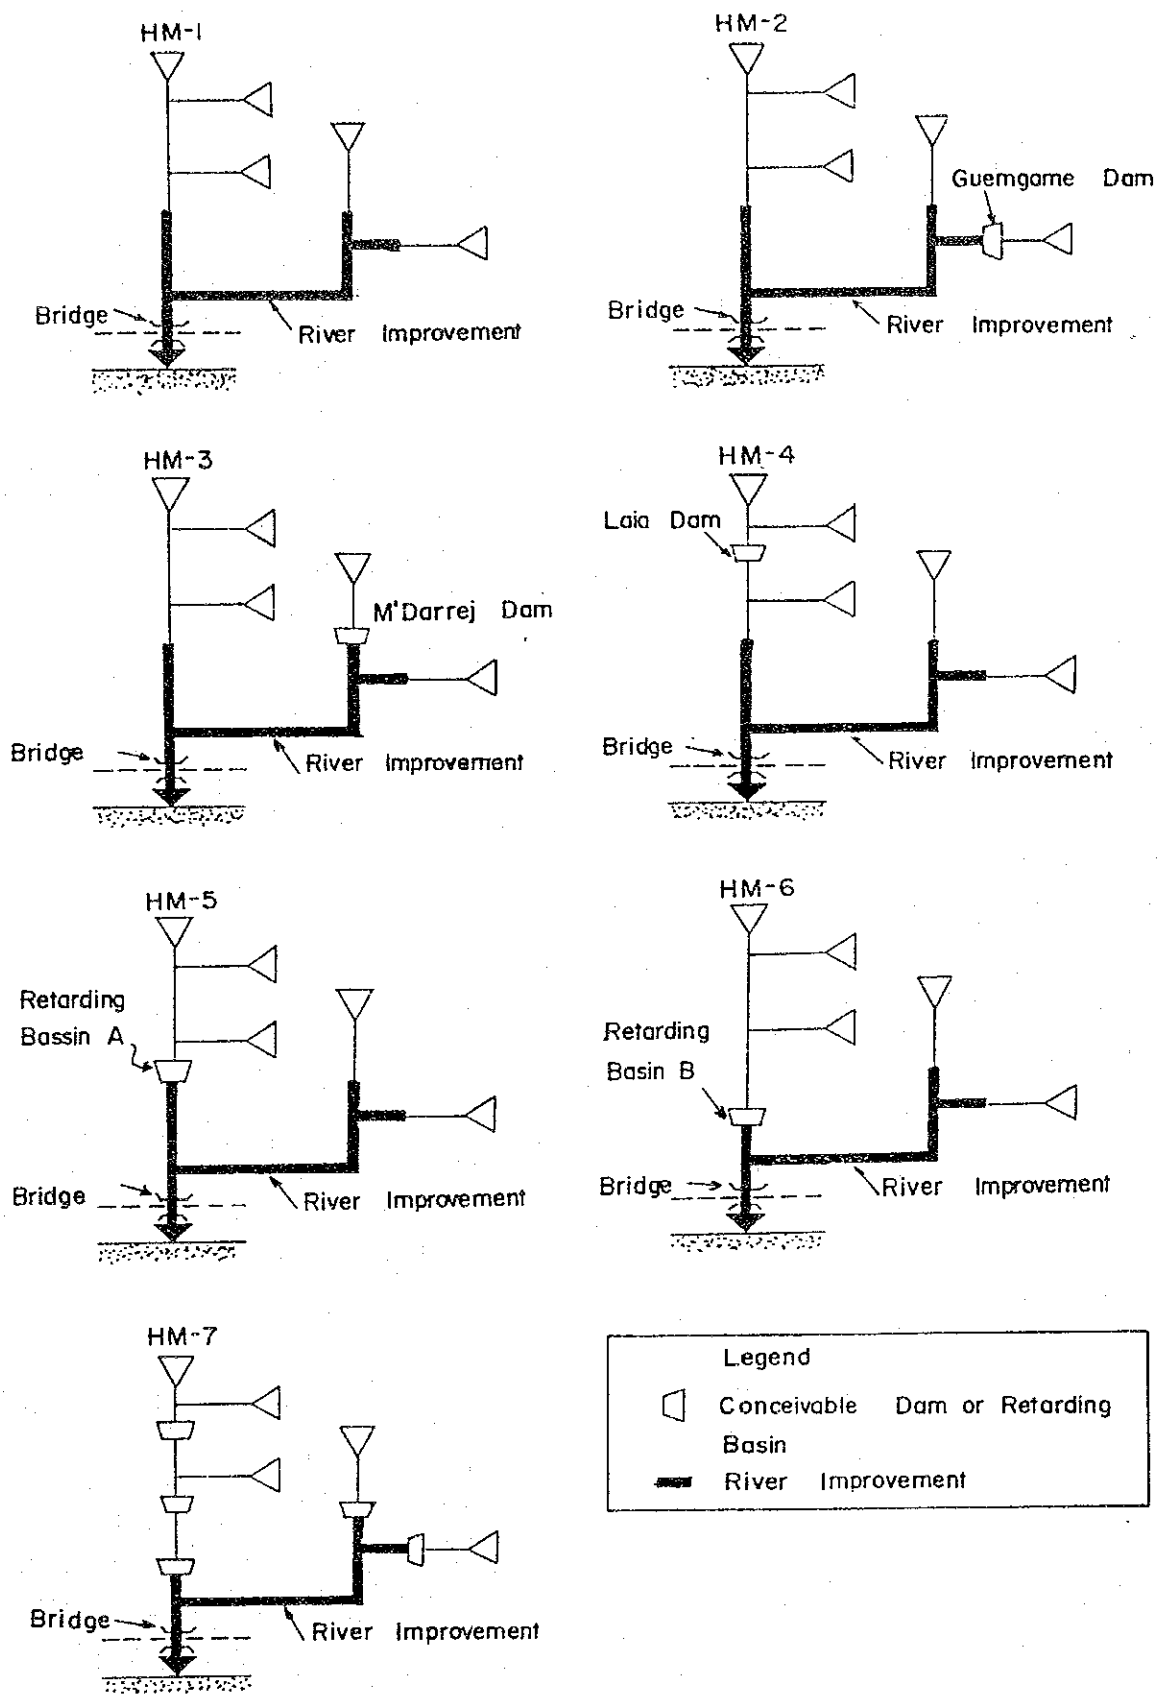 HM-1
Bridge
River Improvement
HM-2
Guemgame Dam
Bridge
River Improvement
HM-3
M'Darrej Dam
Bridge
River Improvement
HM-4
Laia Dam
Bridge
River Improvement
HM-5
Retarding
Bassin A
Bridge
River Improvement
HM-6
Retarding
Basin B
Bridge
River Improvement
HM-7
Bridge
River Improvement
Legend
Conceivable Dam or Retarding
Basin
River Improvement